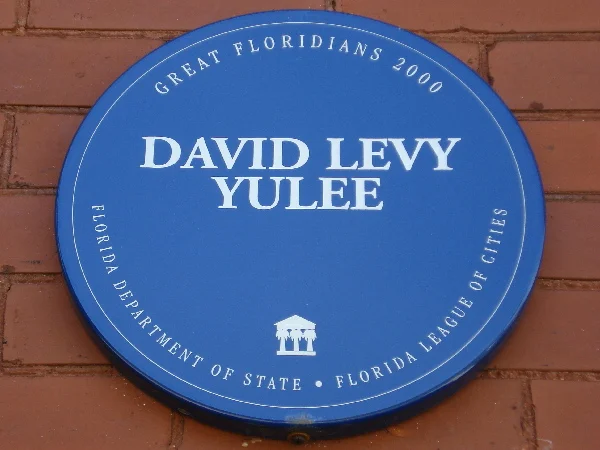 GREAT FLORIDIANS 2000
DAVID LEVY
YULEE
FLORIDA DEPARTMENT OF STATE • FLORIDA LEAGUE OF CITIES